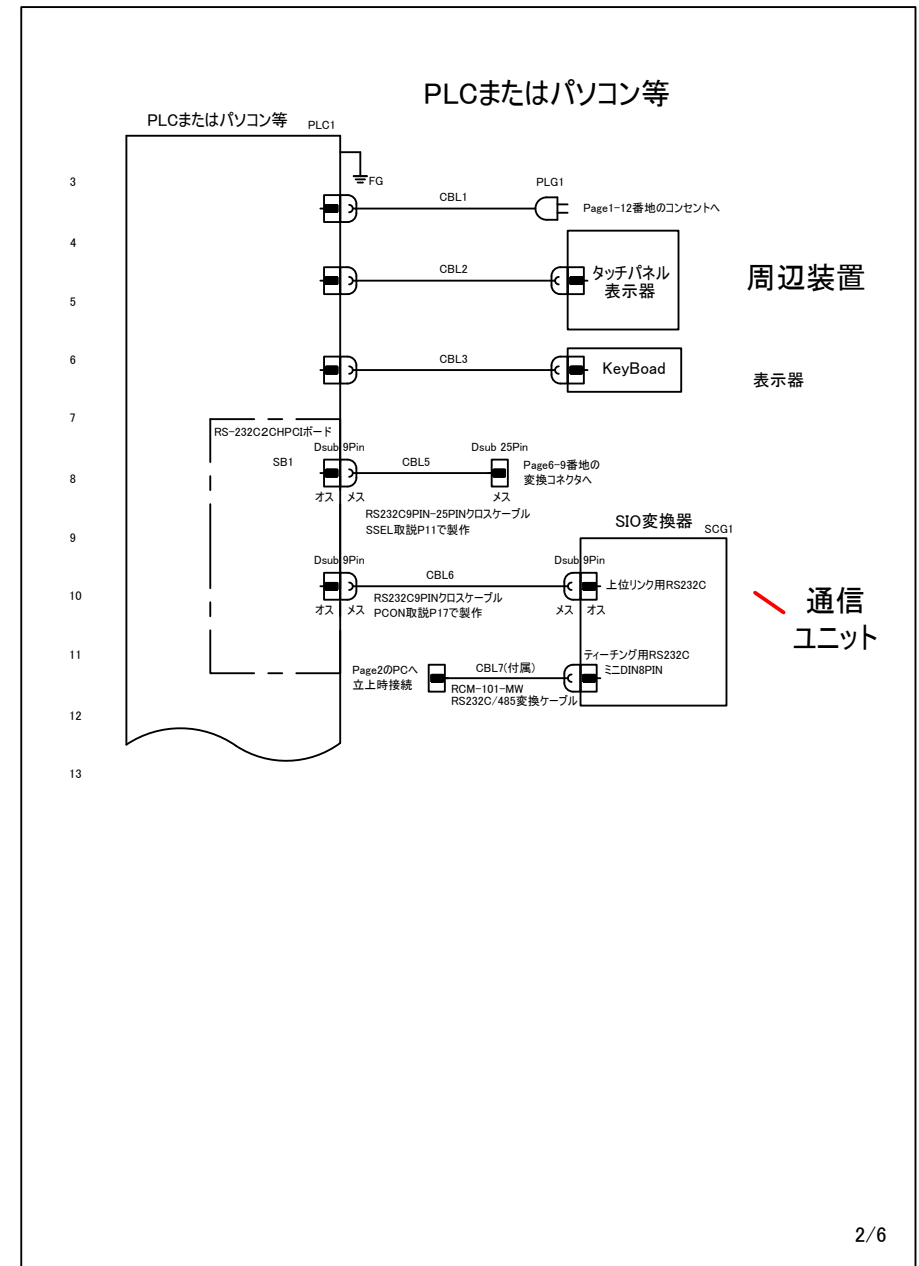 PLCまたはパソコン等
PLCまたはパソコン等 PLC1
3
FG
CBL1
PLG1
Page1-12番地のコンセントへ
4
CBL2
タッチパネル
表示器
周辺装置
5
6
CBL3
KeyBoad
表示器
7
RS-232C2CHPCIボード
Dsub 9Pin
Dsub 25Pin
SB1
CBL5
Page6-9番地の
変換コネクタへ
8
オス メス
メス
RS232C9PIN-25PINクロスケーブル
SSEL取説P11で製作
SIO変換器 SCG1
9
Dsub 9Pin
Dsub 9Pin
CBL6
上位リンク用RS232C
10
オス メス
RS232C9PINクロスケーブル
PCON取説P17で製作
メス オス
通信
ユニット
11
ティーチング用RS232C
ミニDIN8PIN
Page2のPCへ
立上時接続
CBL7(付属)
RCM-101-MW
RS232C/485変換ケーブル
12
13
2/6